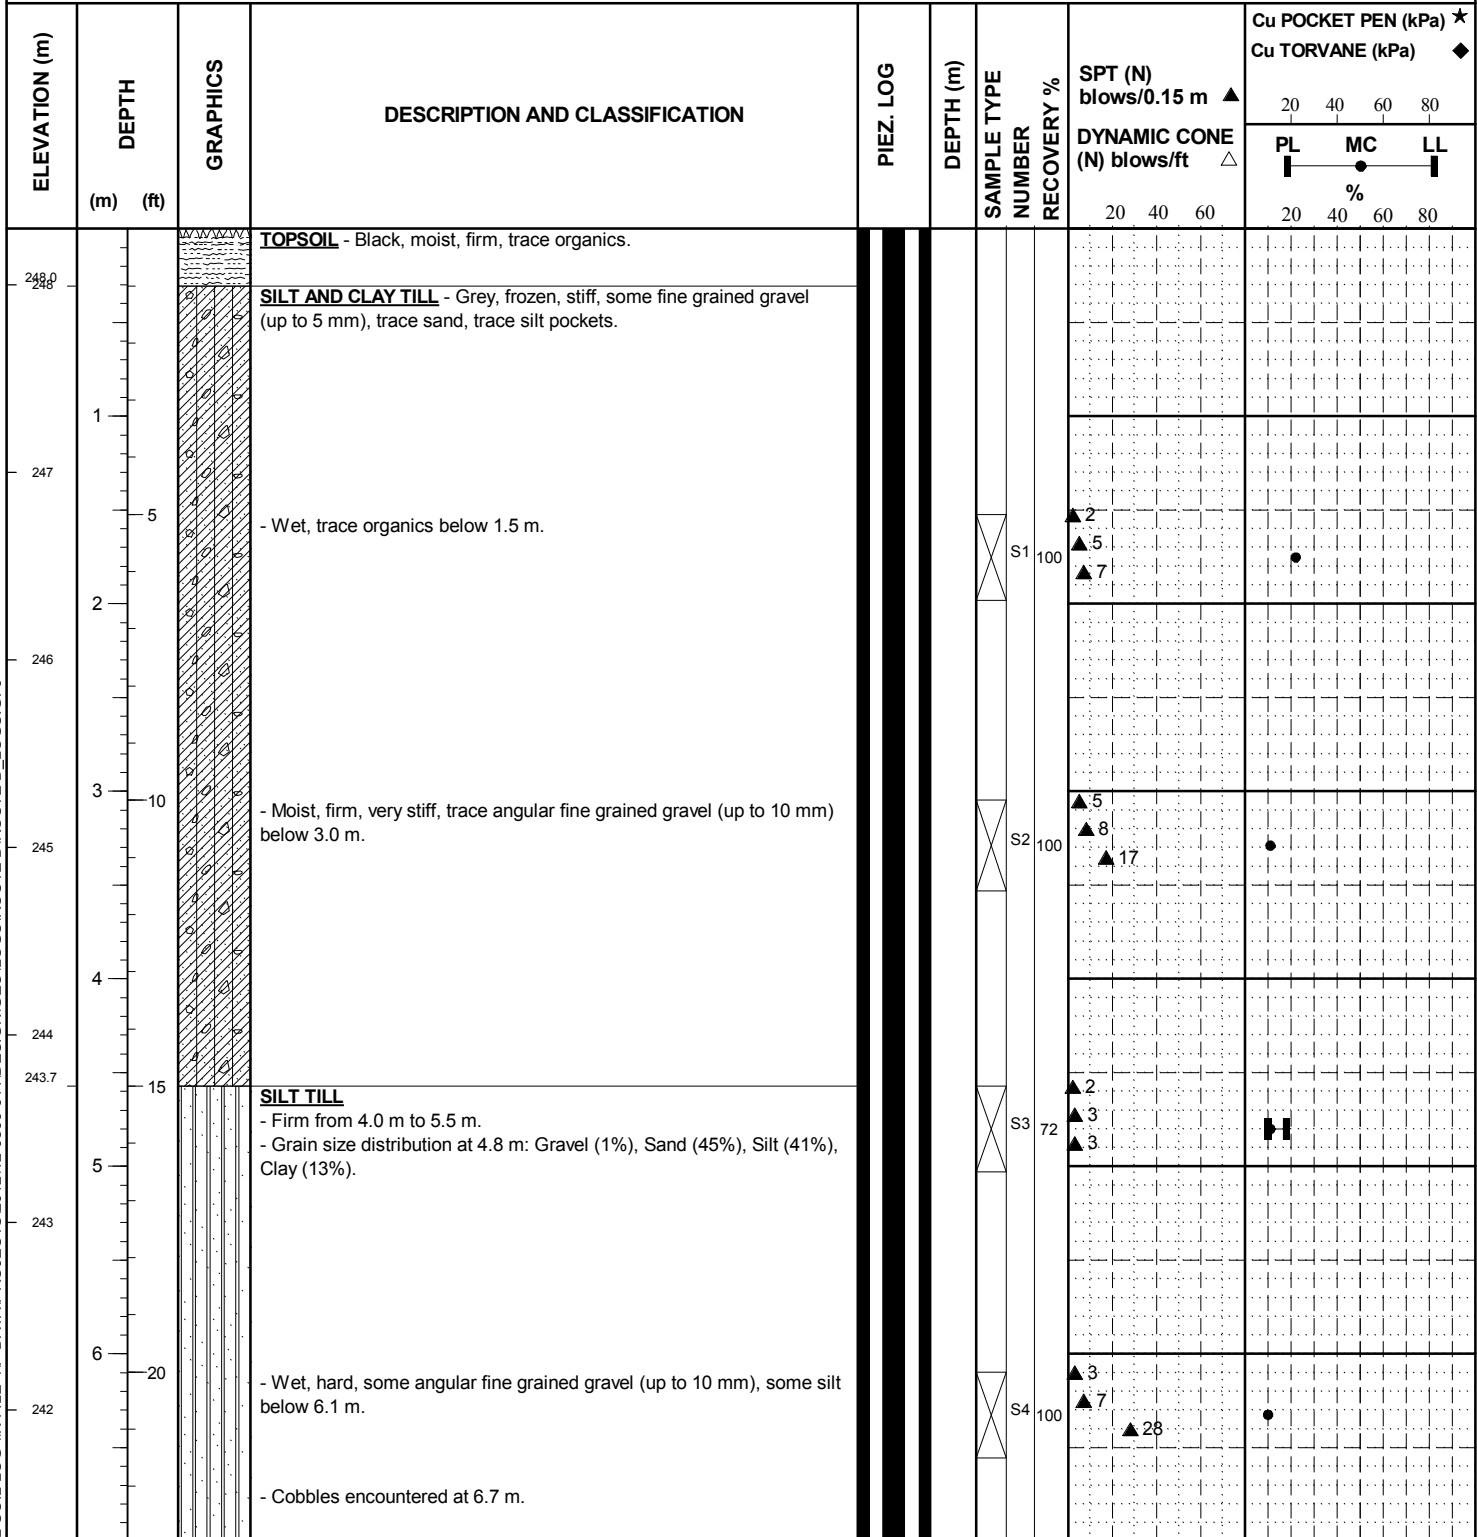 Cu POCKET PEN (kPa) ★
Cu TORVANE (kPa) ◆
20 40 60 80
ELEVATION (m)
DEPTH
(m) (ft)
GRAPHICS
DESCRIPTION AND CLASSIFICATION
PIEZ. LOG
DEPTH (m)
SAMPLE TYPE
NUMBER
RECOVERY %
SPT (N)
blows/0.15 m ▲
DYNAMIC CONE
(N) blows/ft △
20 40 60
PL MC LL
%
20 40 60 80
TOPSOIL - Black, moist, firm, trace organics.
248.0
248
SILT AND CLAY TILL - Grey, frozen, stiff, some fine grained gravel
(up to 5 mm), trace sand, trace silt pockets.
1
247
5
- Wet, trace organics below 1.5 m.
S1 100
2
5
7
2
246
3
10
- Moist, firm, very stiff, trace angular fine grained gravel (up to 10 mm)
below 3.0 m.
S2 100
5
8
17
245
4
244
243.7
15
SILT TILL
- Firm from 4.0 m to 5.5 m.
- Grain size distribution at 4.8 m: Gravel (1%), Sand (45%), Silt (41%),
Clay (13%).
S3 72
2
3
3
5
243
6
20
- Wet, hard, some angular fine grained gravel (up to 10 mm), some silt
below 6.1 m.
S4 100
3
7
28
242
- Cobbles encountered at 6.7 m.